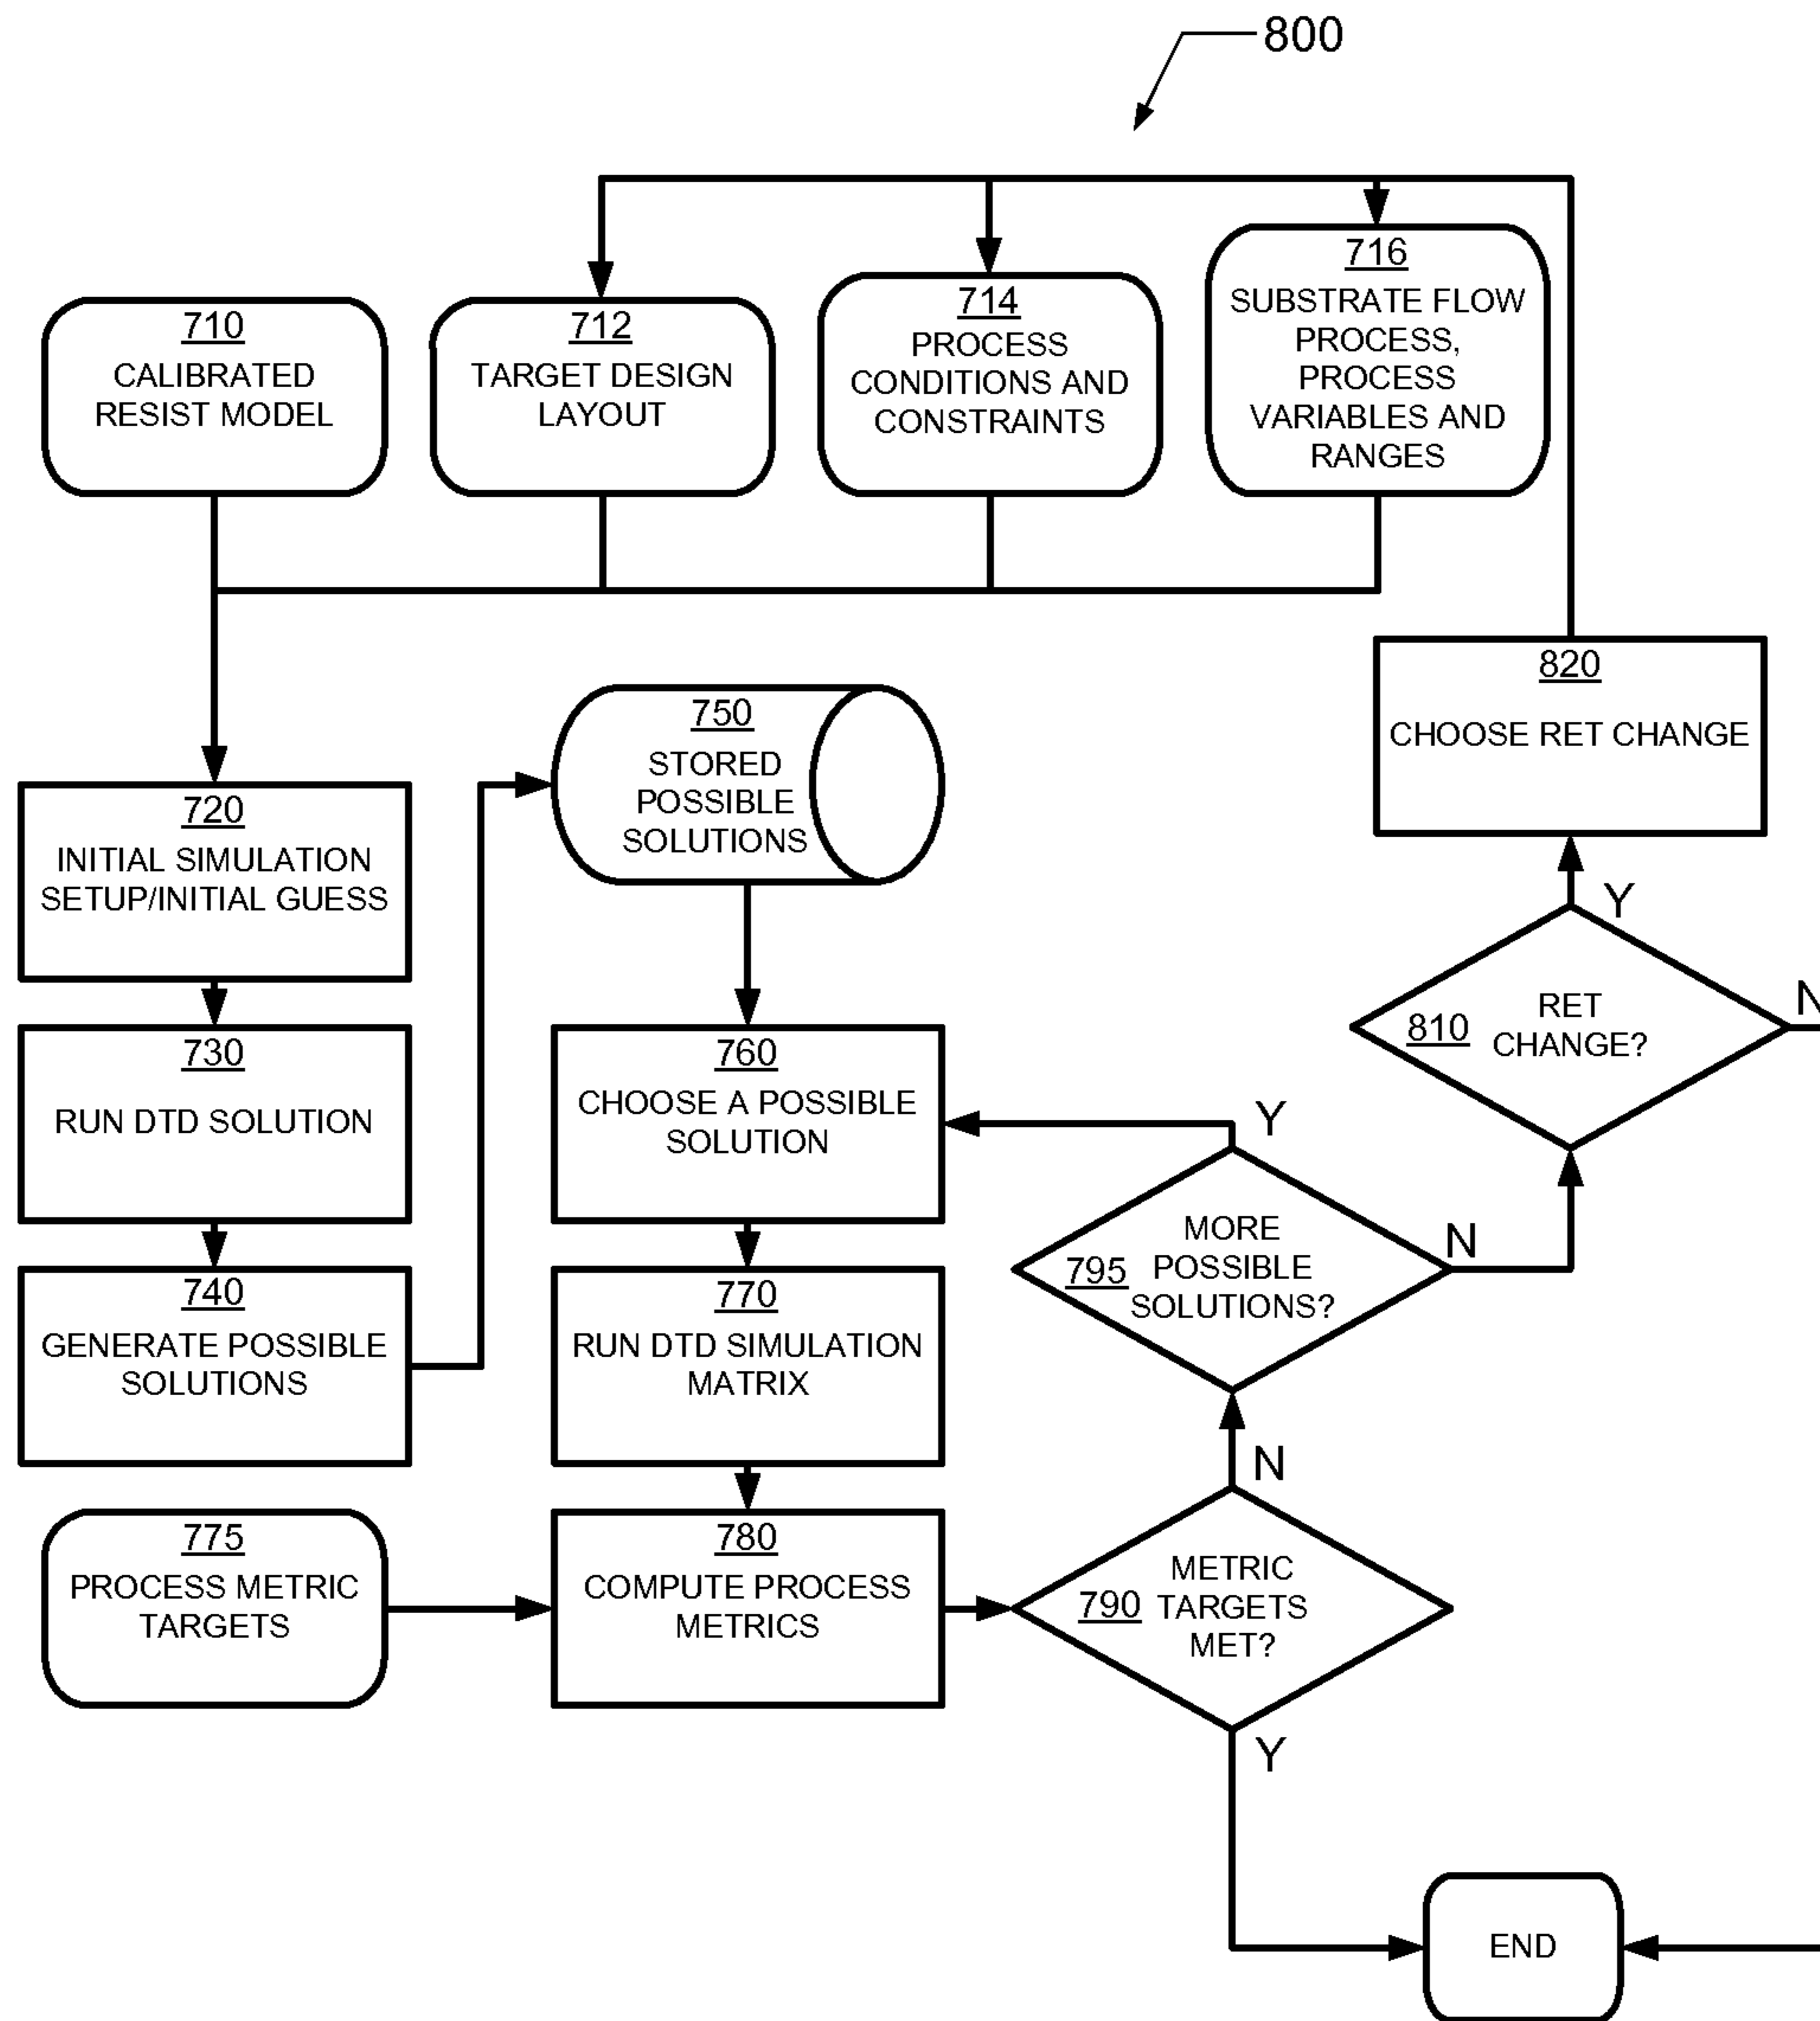 800
710
CALIBRATED
RESIST MODEL
712
TARGET DESIGN
LAYOUT
714
PROCESS
CONDITIONS AND
CONSTRAINTS
716
SUBSTRATE FLOW
PROCESS,
PROCESS
VARIABLES AND
RANGES
720
INITIAL SIMULATION
SETUP/INITIAL GUESS
730
RUN DTD SOLUTION
740
GENERATE POSSIBLE
SOLUTIONS
750
STORED
POSSIBLE
SOLUTIONS
760
CHOOSE A POSSIBLE
SOLUTION
770
RUN DTD SIMULATION
MATRIX
775
PROCESS METRIC
TARGETS
780
COMPUTE PROCESS
METRICS
790
METRIC
TARGETS
MET?
N
Y
795
MORE
POSSIBLE
SOLUTIONS?
Y
N
810
RET
CHANGE?
Y
N
820
CHOOSE RET CHANGE
END